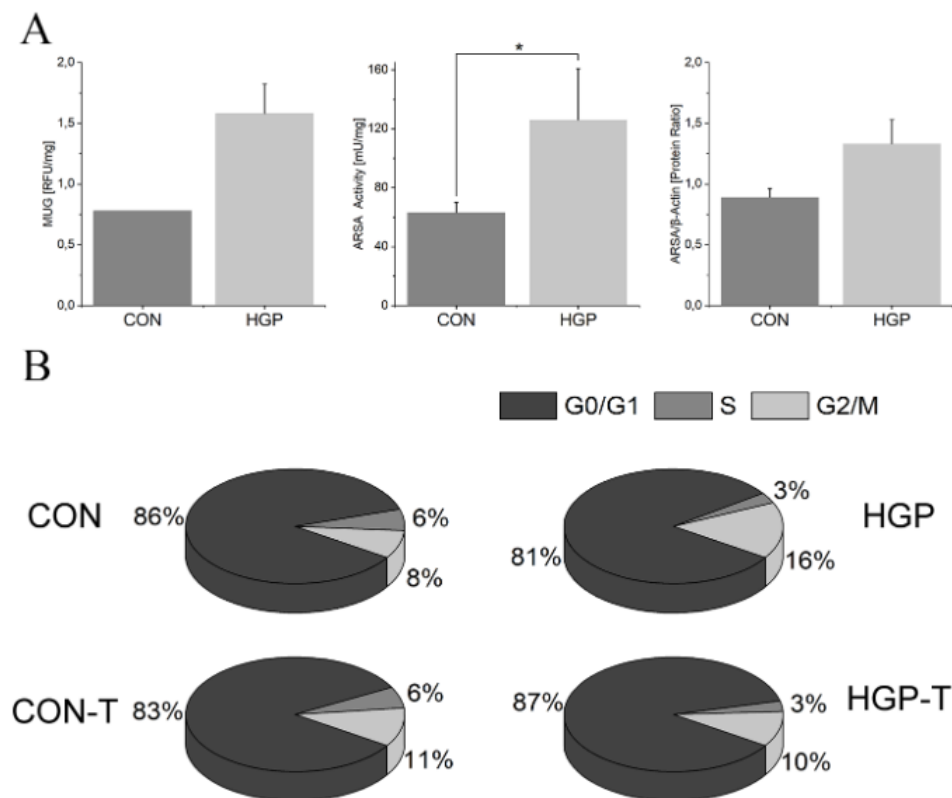 A
MUG [RFU/mg]
2,0
1,5
1,0
0,5
0,0
CON
HGP
ARSA Activity [mU/mg]
160
120
80
40
0
*
CON
HGP
ARSA/β-Actin [Protein Ratio]
2,0
1,5
1,0
0,5
0,0
CON
HGP
B
G0/G1 S G2/M
CON
86%
6%
8%
HGP
81%
3%
16%
CON-T
83%
6%
11%
HGP-T
87%
3%
10%